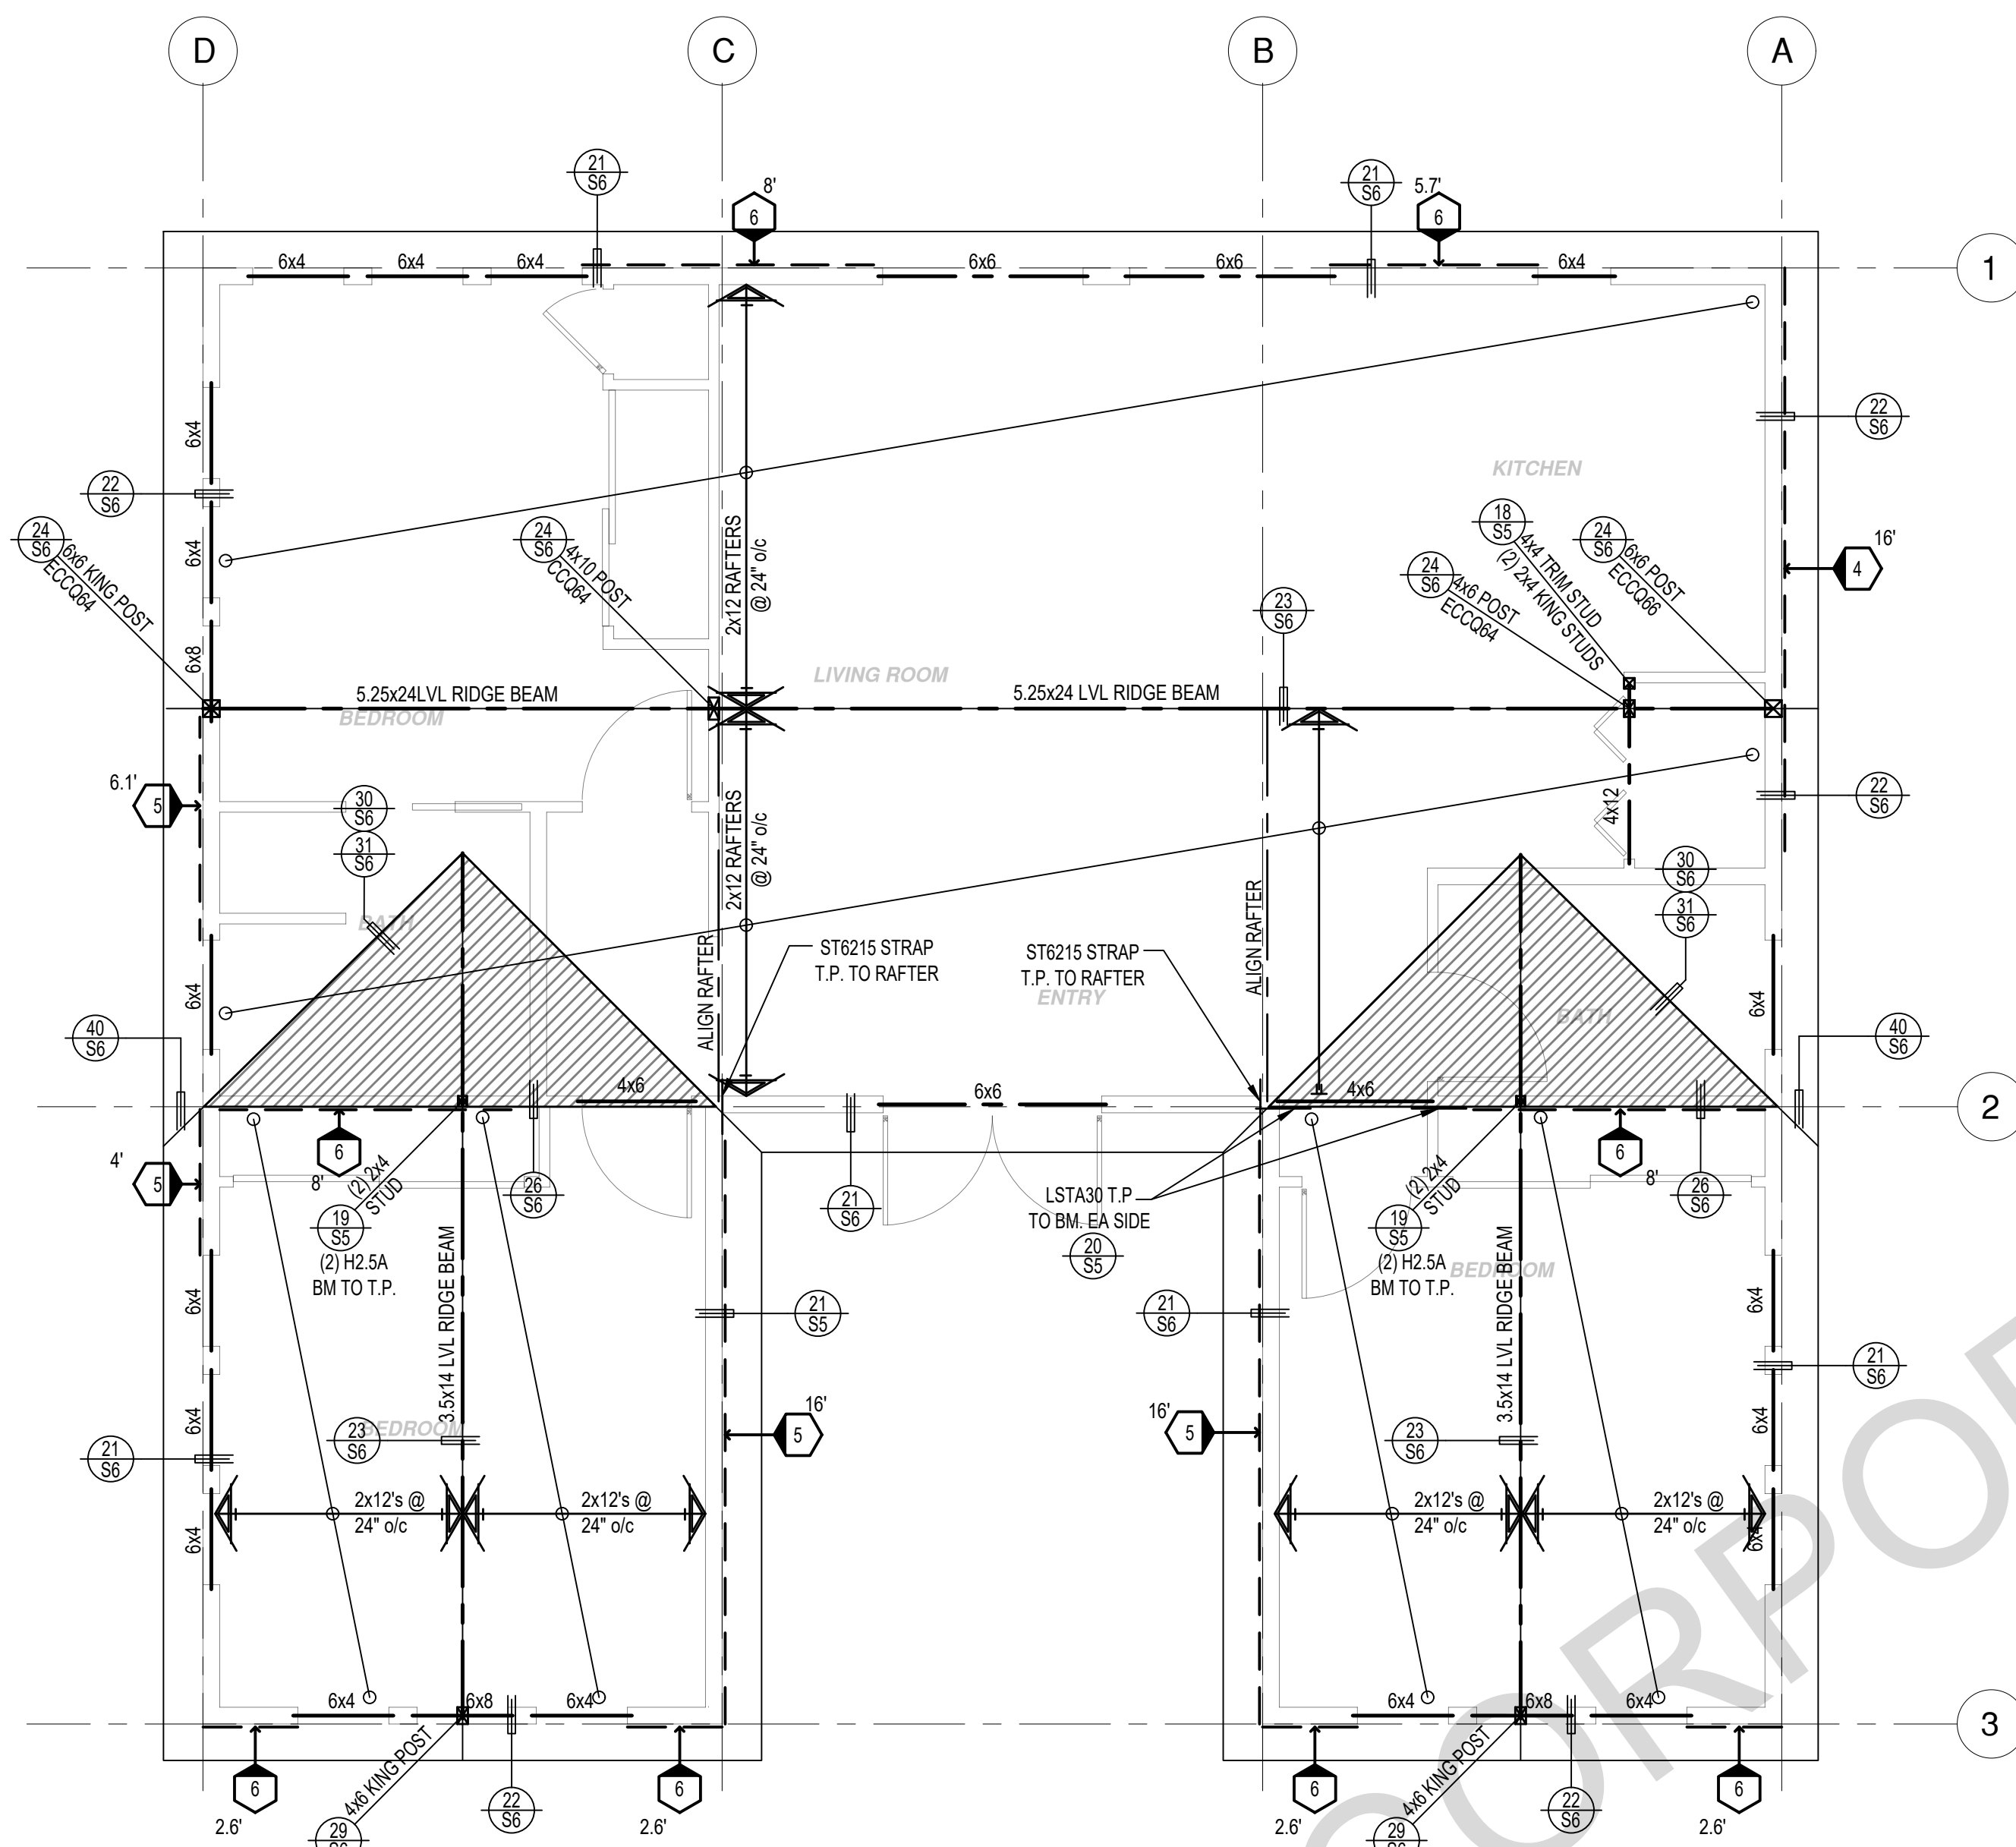 D
C
B
A
21
S6
8'
6
21
S6
5.7'
6
6x4
6x4
6x4
6x6
6x6
6x4
1
6x4
22
S6
KITCHEN
22
S6
24
S6
6x6 KING POST
ECCQ64
6x4
24
S6
4x10 POST
CCQ64
2x12 RAFTERS
@ 24" o/c
18
S5
4x4 TRIM STUD
(2) 2x4 KING STUDS
24
S6
6x6 POST
ECCQ66
24
S6
4x6 POST
ECCQ64
16'
4
23
S6
6x8
LIVING ROOM
5.25x24LVL RIDGE BEAM
5.25x24 LVL RIDGE BEAM
BEDROOM
6.1'
5
30
S6
31
S6
2x12 RAFTERS
@ 24" o/c
4x12
22
S6
30
S6
31
S6
BATH
ALIGN RAFTER
ST6215 STRAP
T.P. TO RAFTER
ST6215 STRAP
T.P. TO RAFTER
ALIGN RAFTER
ENTRY
BATH
6x4
6x4
40
S6
40
S6
4x6
6x6
4x6
2
4'
5
6
8'
(2) 2x4
STUD
26
S6
21
S6
LSTA30 T.P
TO BM. EA SIDE
20
S5
(2) 2x4
STUD
6
8'
26
S6
19
S5
(2) H2.5A
BM TO T.P.
19
S5
(2) H2.5A
BM TO T.P.
BEDROOM
6x4
3.5x14 LVL RIDGE BEAM
21
S5
21
S6
3.5x14 LVL RIDGE BEAM
6x4
21
S6
21
S6
6x4
BEDROOM
23
S6
16'
5
16'
5
23
S6
6x4
6x4
2x12's @
24" o/c
2x12's @
24" o/c
2x12's @
24" o/c
2x12's @
24" o/c
6x4
6x4
6x8
6x4
6x4
6x8
6x4
3
6
2.6'
4x6 KING POST
29
22
S6
6
2.6'
6
2.6'
4x6 KING POST
29
22
S6
6
2.6'